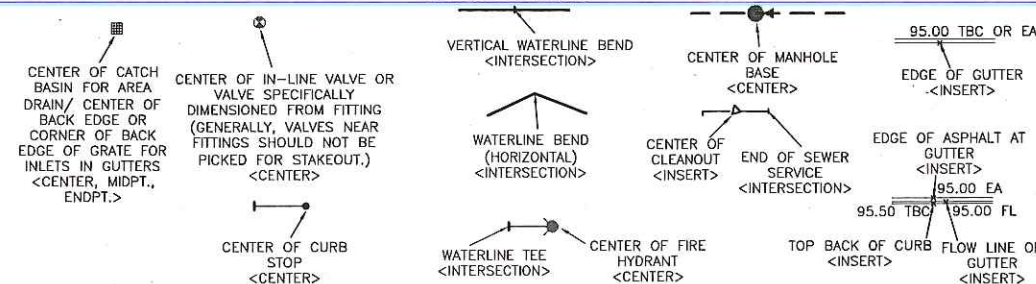 CENTER OF CATCH
BASIN FOR AREA
DRAIN/ CENTER OF
BACK EDGE OR
CORNER OF BACK
EDGE OF GRATE FOR
INLETS IN GUTTERS
<CENTER, MIDPT.,
ENDPT.>
CENTER OF IN-LINE VALVE OR
VALVE SPECIFICALLY
DIMENSIONED FROM FITTING
(GENERALLY, VALVES NEAR
FITTINGS SHOULD NOT BE
PICKED FOR STAKEOUT.)
<CENTER>
CENTER OF CURB
STOP
<CENTER>
VERTICAL WATERLINE BEND
<INTERSECTION>
WATERLINE BEND
(HORIZONTAL)
<INTERSECTION>
WATERLINE TEE
<INTERSECTION>
CENTER OF FIRE
HYDRANT
<CENTER>
CENTER OF MANHOLE
BASE
<CENTER>
CENTER OF
CLEANOUT
<INSERT>
END OF SEWER
SERVICE
<INTERSECTION>
95.00 TBC OR EA
EDGE OF GUTTER
<INSERT>
EDGE OF ASPHALT AT
GUTTER
<INSERT>
95.00 EA
95.50 TBC
95.00 FL
TOP BACK OF CURB
<INSERT>
FLOW LINE OF
GUTTER
<INSERT>